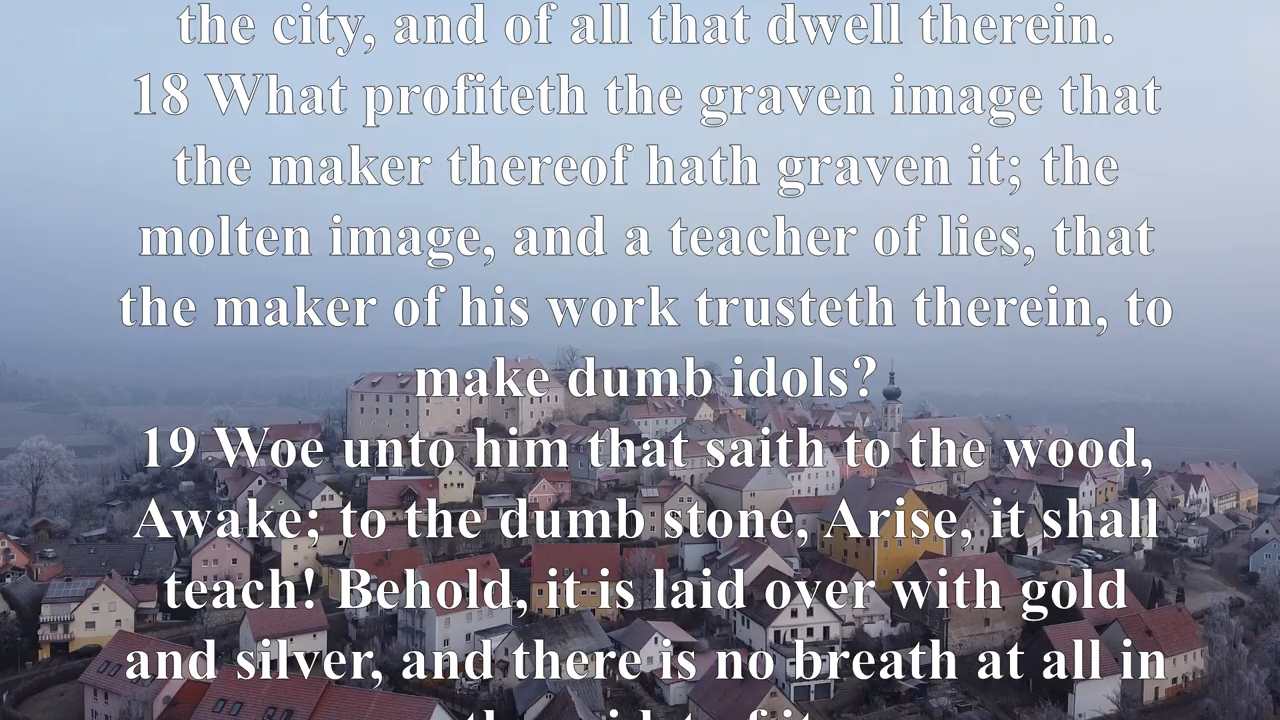 the city, and of all that dwell therein.
18 What profiteth the graven image that
the maker thereof hath graven it; the
molten image, and a teacher of lies, that
the maker of his work trusteth therein, to
make dumb idols?
19 Woe unto him that saith to the wood,
Awake; to the dumb stone, Arise, it shall
teach! Behold, it is laid over with gold
and silver, and there is no breath at all in